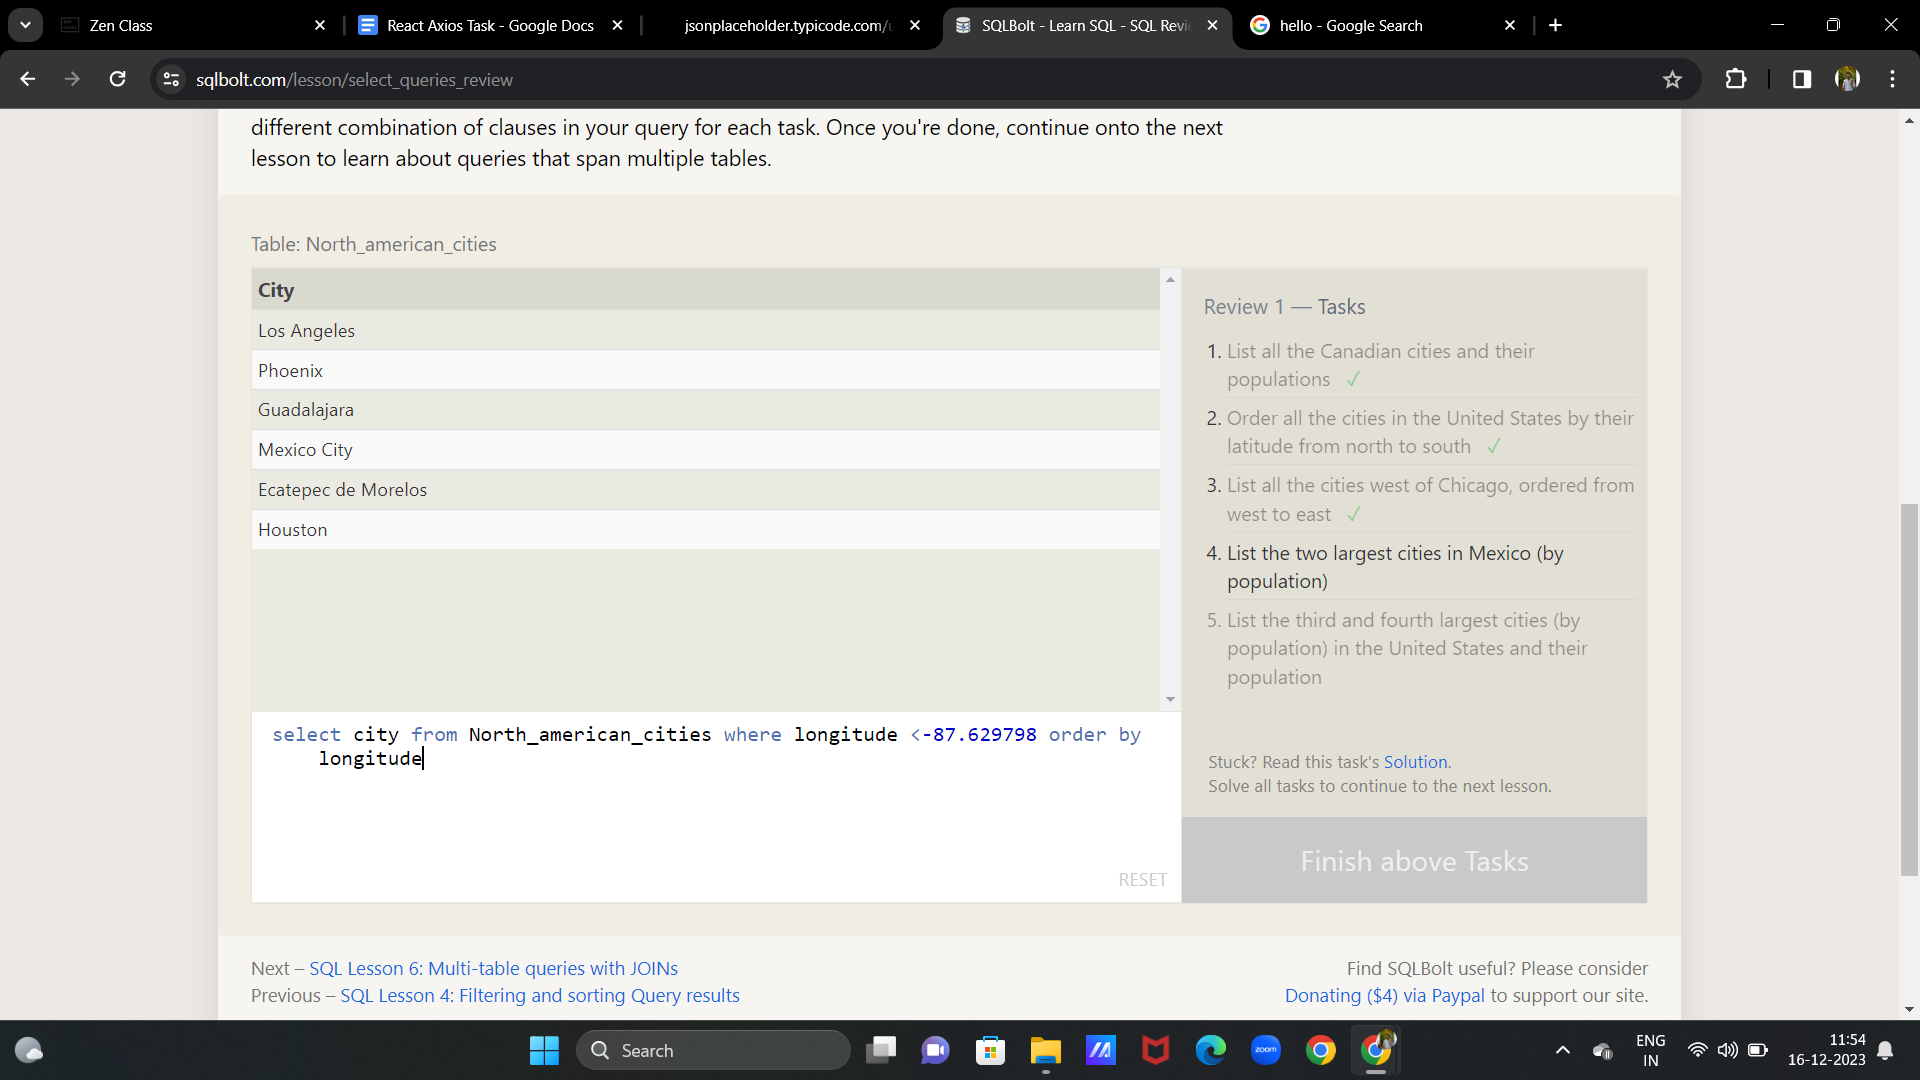 Zen Class
React Axios Task - Google Docs
jsonplaceholder.typicode.com/u
SQLBolt - Learn SQL - SQL Revi
hello - Google Search
sqlbolt.com/lesson/select_queries_review
different combination of clauses in your query for each task. Once you're done, continue onto the next
lesson to learn about queries that span multiple tables.
Table: North_american_cities
City
Los Angeles
Phoenix
Guadalajara
Mexico City
Ecatepec de Morelos
Houston
select city from North_american_cities where longitude <-87.629798 order by
longitude
RESET
Review 1 — Tasks
1. List all the Canadian cities and their
populations ✓
2. Order all the cities in the United States by their
latitude from north to south ✓
3. List all the cities west of Chicago, ordered from
west to east ✓
4. List the two largest cities in Mexico (by
population)
5. List the third and fourth largest cities (by
population) in the United States and their
population
Stuck? Read this task's Solution.
Solve all tasks to continue to the next lesson.
Finish above Tasks
Next – SQL Lesson 6: Multi-table queries with JOINs
Previous – SQL Lesson 4: Filtering and sorting Query results
Find SQLBolt useful? Please consider
Donating ($4) via Paypal to support our site.
Search
zoom
ENG
IN
11:54
16-12-2023